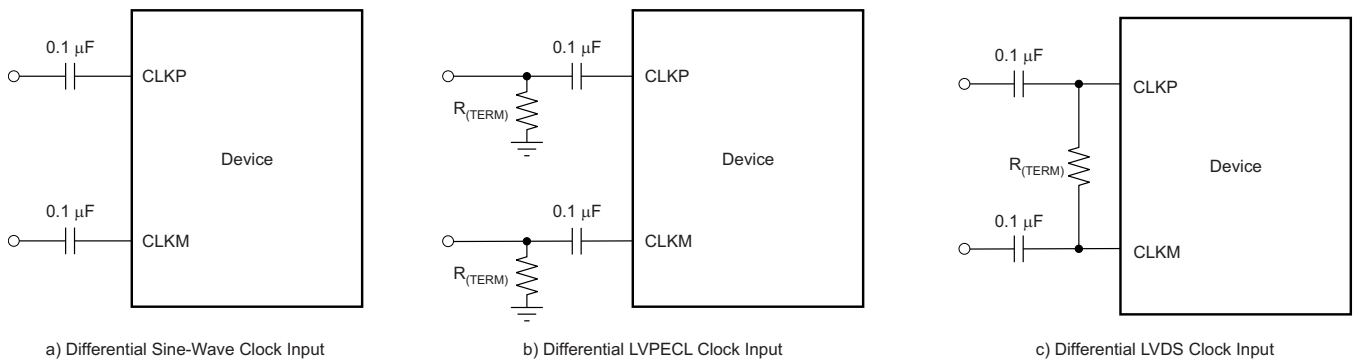 0.1 μF
CLKP
Device
0.1 μF
CLKM
a) Differential Sine-Wave Clock Input
0.1 μF
CLKP
R(TERM)
Device
0.1 μF
CLKM
R(TERM)
b) Differential LVPECL Clock Input
0.1 μF
CLKP
R(TERM)
Device
0.1 μF
CLKM
c) Differential LVDS Clock Input